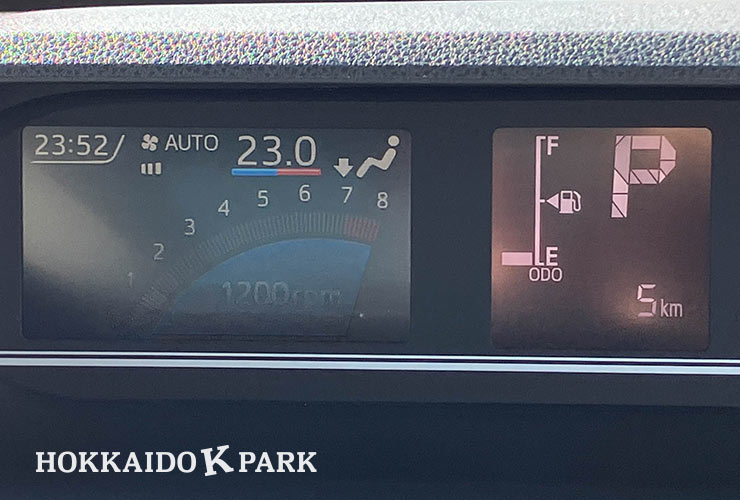 23:52 AUTO 23.0
1 2 3 4 5 6 7 8
1200rpm
F
P
E
ODO
5km
HOKKAIDO K PARK